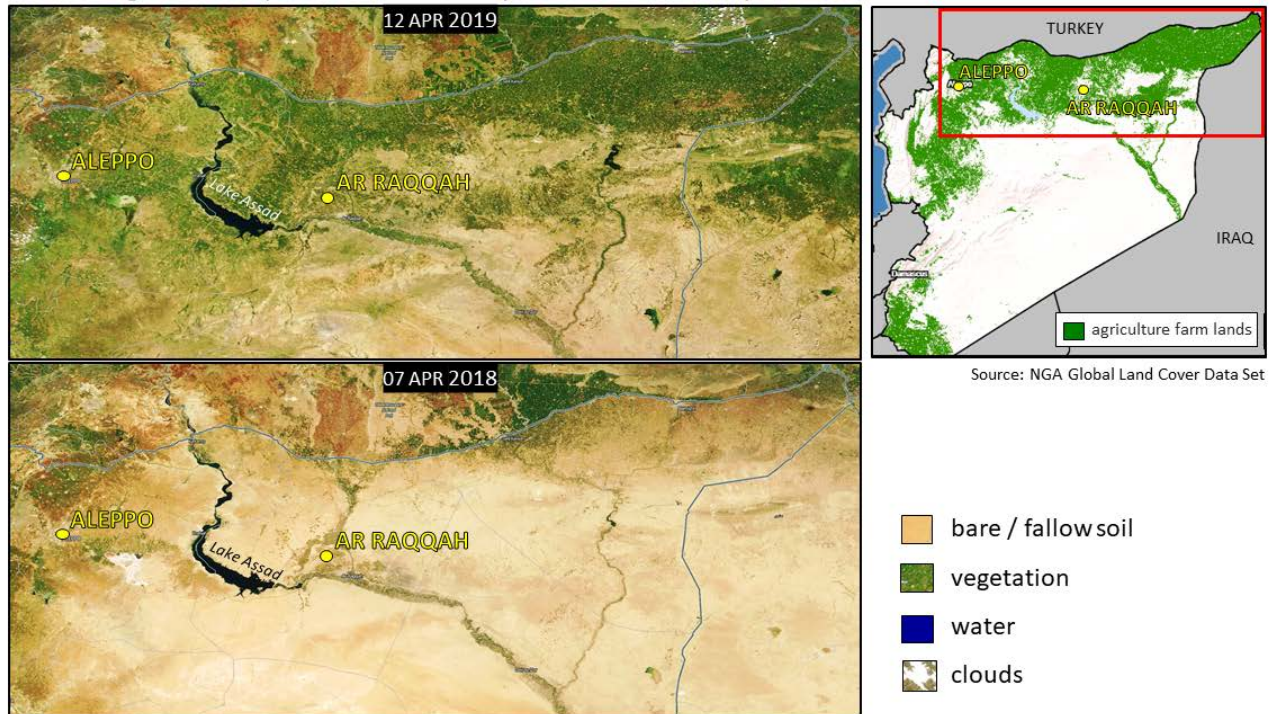 12 APR 2019
ALEPPO
Lake Assad
AR RAQQAH
TURKEY
ALEPPO
AR RAQQAH
IRAQ
Damascus
agriculture farm lands
Source: NGA Global Land Cover Data Set
07 APR 2018
ALEPPO
Lake Assad
AR RAQQAH
bare / fallow soil
vegetation
water
clouds